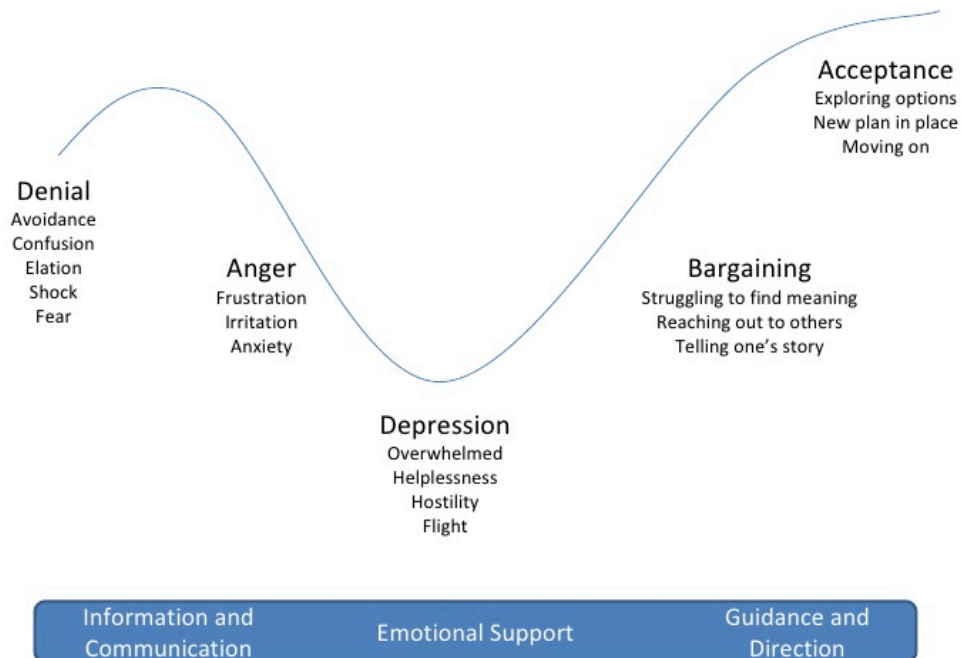 Denial
Avoidance
Confusion
Elation
Shock
Fear
Anger
Frustration
Irritation
Anxiety
Depression
Overwhelmed
Helplessness
Hostility
Flight
Bargaining
Struggling to find meaning
Reaching out to others
Telling one’s story
Acceptance
Exploring options
New plan in place
Moving on
Information and
Communication
Emotional Support
Guidance and
Direction